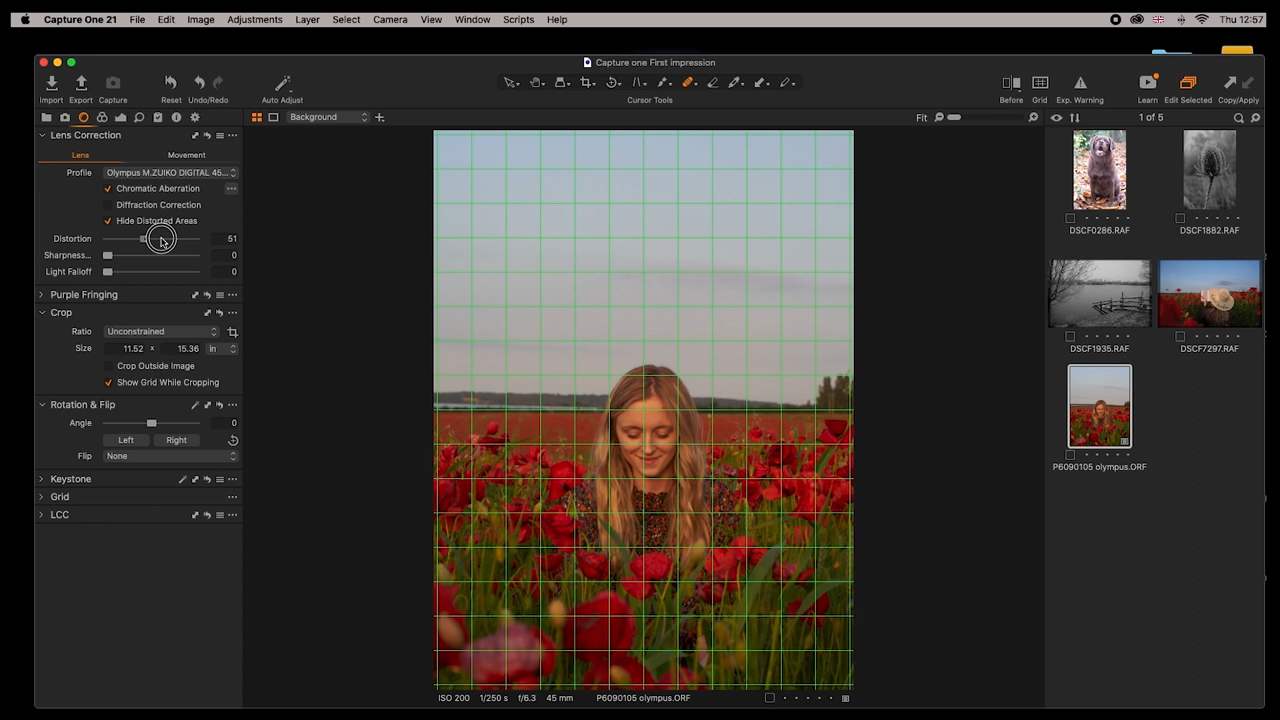 Capture One 21 File Edit Image Adjustments Layer Select Camera View Window Scripts Help Thu 12:57
Capture one First impression
Import Export Capture Reset Undo/Redo Auto Adjust Cursor Tools Before Grid Exp. Warning Learn Edit Selected Copy/Apply
Background Fit 1 of 5
Lens Correction
Lens Movement
Profile Olympus M.ZUIKO DIGITAL 45...
Chromatic Aberration
Diffraction Correction
Hide Distorted Areas
Distortion 51
Sharpness... 0
Light Falloff 0
Purple Fringing
Crop
Ratio Unconstrained
Size 11.52 x 15.36 in
Crop Outside Image
Show Grid While Cropping
Rotation & Flip
Angle 0
Left Right
Flip None
Keystone
Grid
LCC
ISO 200 1/250 s f/6.3 45 mm P6090105 olympus.ORF
DSCF0286.RAF DSCF1882.RAF
DSCF1935.RAF DSCF7297.RAF
P6090105 olympus.ORF